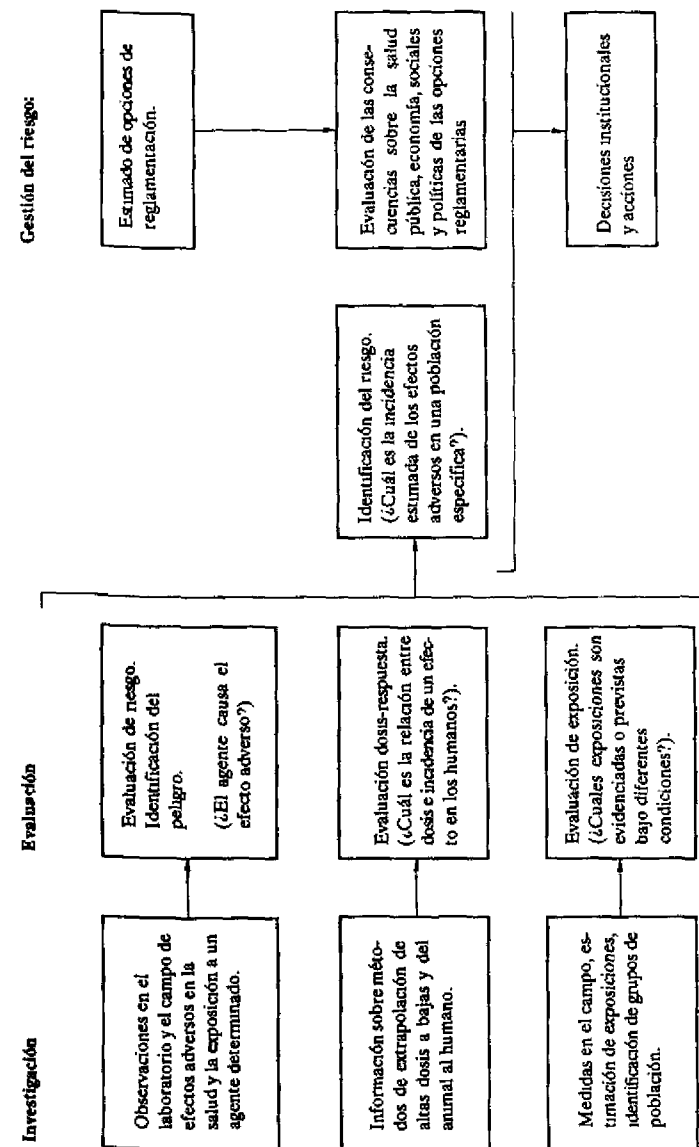 Investigación
Evaluación
Gestión del riesgo:
Observaciones en el
laboratorio y el campo de
efectos adversos en la
salud y la exposición a un
agente determinado.
Evaluación de riesgo.
Identificación del
peligro.
(¿El agente causa el
efecto adverso?)
Estimado de opciones de
reglamentación.
Información sobre méto-
dos de extrapolación de
altas dosis a bajas y del
animal al humano.
Evaluación dosis-respuesta.
(¿Cuál es la relación entre
dosis e incidencia de un efec-
to en los humanos?).
Identificación del riesgo.
(¿Cuál es la incidencia
estimada de los efectos
adversos en una población
específica?).
Evaluación de las conse-
cuencias sobre la salud
pública, economía, sociales
y políticas de las opciones
reglamentarias
Medidas en el campo, es-
timación de exposiciones,
identificación de grupos de
población.
Evaluación de exposición.
(¿Cuales exposiciones son
evidenciadas o previstas
bajo diferentes
condiciones?).
Decisiones institucionales
y acciones